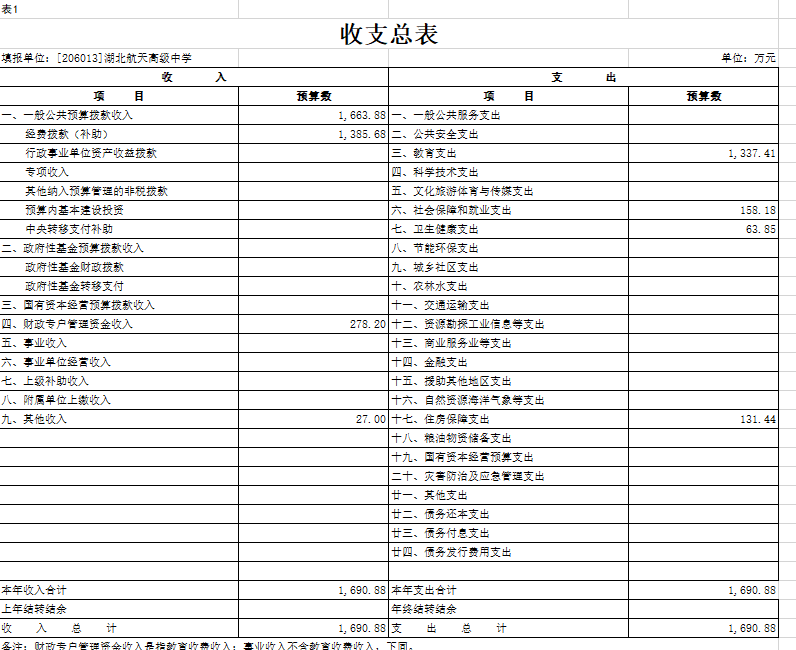 表1
收支总表
填报单位：[206013]湖北航天高级中学 单位：万元
收 入 支 出
项 目 预算数 项 目 预算数
一、一般公共预算拨款收入 1,663.88 一、一般公共服务支出
经费拨款（补助） 1,385.68 二、公共安全支出
行政事业单位资产收益拨款 三、教育支出 1,337.41
专项收入 四、科学技术支出
其他纳入预算管理的非税拨款 五、文化旅游体育与传媒支出
预算内基本建设投资 六、社会保障和就业支出 158.18
中央转移支付补助 七、卫生健康支出 63.85
二、政府性基金预算拨款收入 八、节能环保支出
政府性基金财政拨款 九、城乡社区支出
政府性基金转移支付 十、农林水支出
三、国有资本经营预算拨款收入 十一、交通运输支出
四、财政专户管理资金收入 278.20 十二、资源勘探工业信息等支出
五、事业收入 十三、商业服务业等支出
六、事业单位经营收入 十四、金融支出
七、上级补助收入 十五、援助其他地区支出
八、附属单位上缴收入 十六、自然资源海洋气象等支出
九、其他收入 27.00 十七、住房保障支出 131.44
十八、粮油物资储备支出
十九、国有资本经营预算支出
二十、灾害防治及应急管理支出
廿一、其他支出
廿二、债务还本支出
廿三、债务付息支出
廿四、债务发行费用支出
本年收入合计 1,690.88 本年支出合计 1,690.88
上年结转结余 年终结转结余
收 入 总 计 1,690.88 支 出 总 计 1,690.88
备注：财政专户管理资金收入是指教育收费收入；事业收入不含教育收费收入，下同。